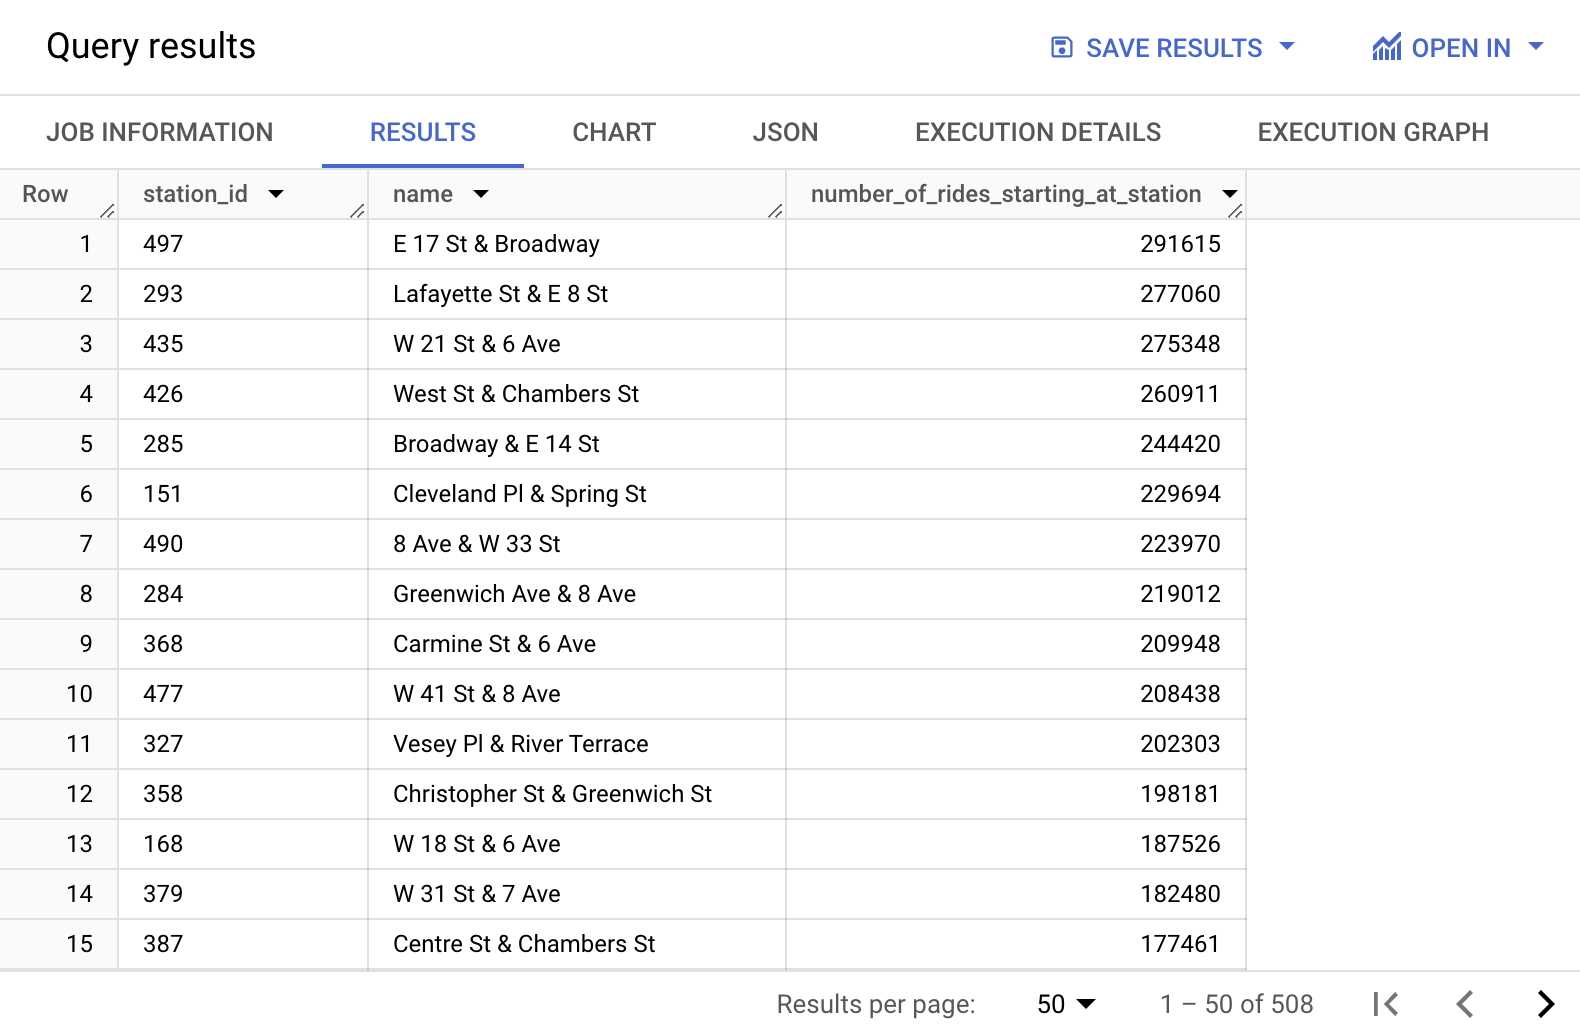 Query results
SAVE RESULTS
OPEN IN
JOB INFORMATION RESULTS CHART JSON EXECUTION DETAILS EXECUTION GRAPH
Row station_id name number_of_rides_starting_at_station
1 497 E 17 St & Broadway 291615
2 293 Lafayette St & E 8 St 277060
3 435 W 21 St & 6 Ave 275348
4 426 West St & Chambers St 260911
5 285 Broadway & E 14 St 244420
6 151 Cleveland Pl & Spring St 229694
7 490 8 Ave & W 33 St 223970
8 284 Greenwich Ave & 8 Ave 219012
9 368 Carmine St & 6 Ave 209948
10 477 W 41 St & 8 Ave 208438
11 327 Vesey Pl & River Terrace 202303
12 358 Christopher St & Greenwich St 198181
13 168 W 18 St & 6 Ave 187526
14 379 W 31 St & 7 Ave 182480
15 387 Centre St & Chambers St 177461
Results per page: 50 1 – 50 of 508